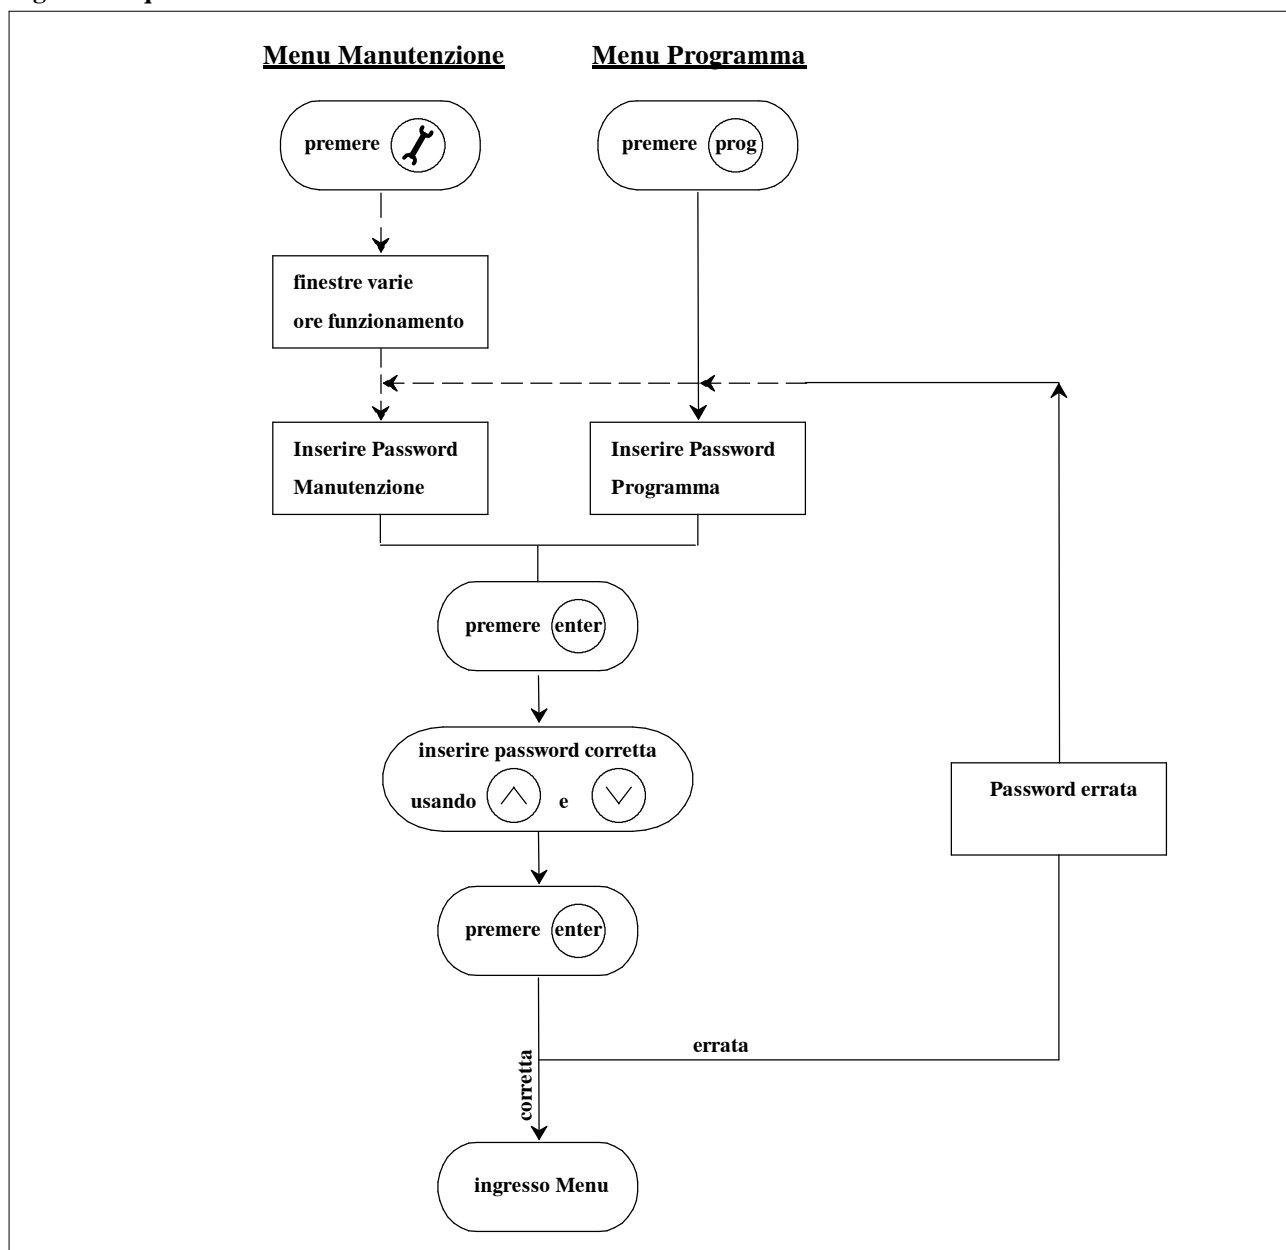 Menu Manutenzione
Menu Programma
premere
premere prog
finestre varie
ore funzionamento
Inserire Password
Manutenzione
Inserire Password
Programma
premere enter
inserire password corretta
usando e
Password errata
premere enter
errata
corretta
ingresso Menu